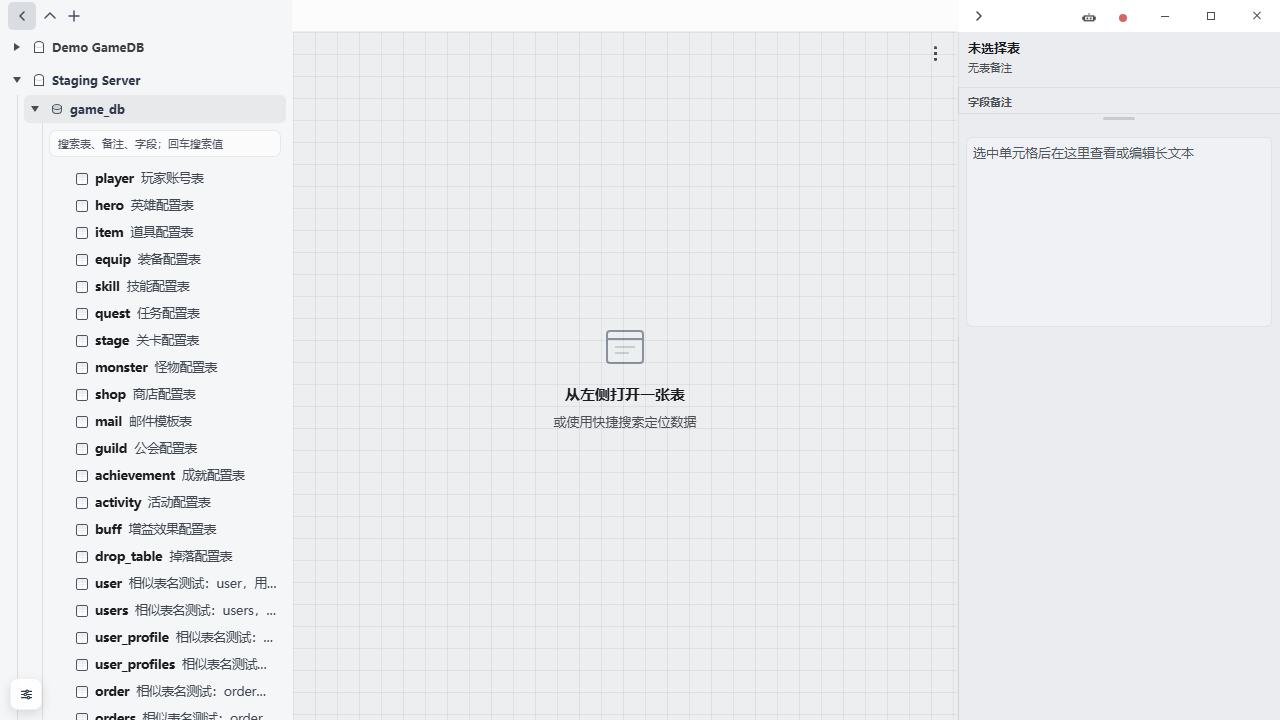 Demo GameDB
Staging Server
game_db
搜索表、备注、字段；回车搜索值
player 玩家账号表
hero 英雄配置表
item 道具配置表
equip 装备配置表
skill 技能配置表
quest 任务配置表
stage 关卡配置表
monster 怪物配置表
shop 商店配置表
mail 邮件模板表
guild 公会配置表
achievement 成就配置表
activity 活动配置表
buff 增益效果配置表
drop_table 掉落配置表
user 相似表名测试：user，用...
users 相似表名测试：users，...
user_profile 相似表名测试：...
user_profiles 相似表名测试...
order 相似表名测试：order...
orders 相似表名测试：order
从左侧打开一张表
或使用快捷搜索定位数据
未选择表
无表备注
字段备注
选中单元格后在这里查看或编辑长文本